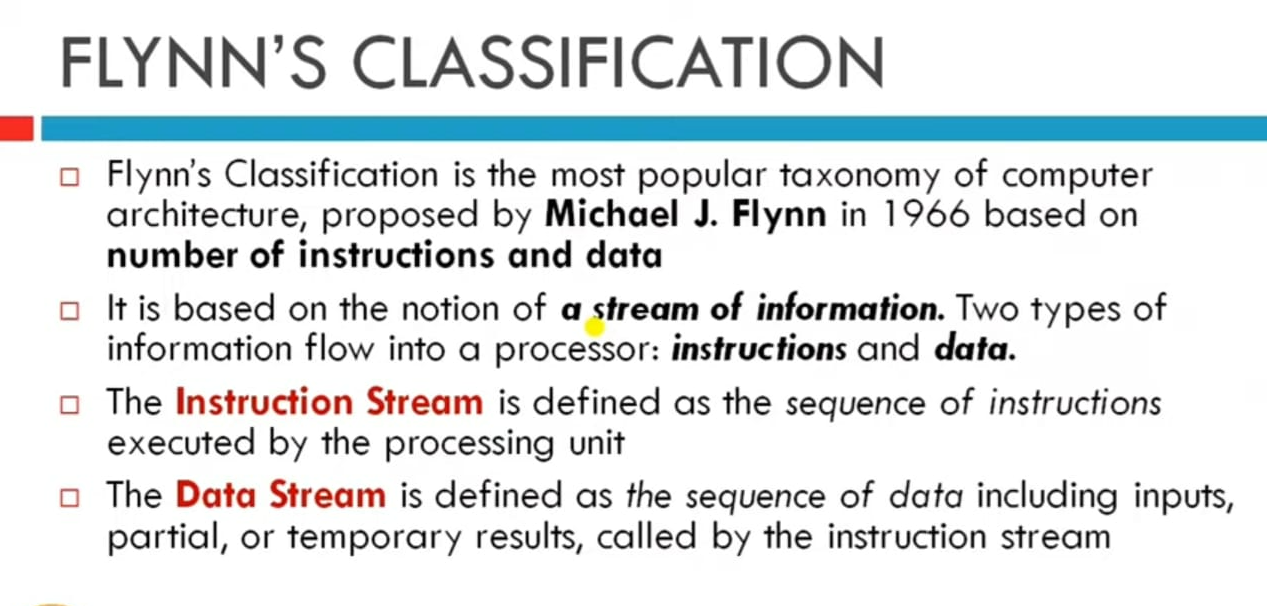 FLYNN'S CLASSIFICATION
Flynn's Classification is the most popular taxonomy of computer
architecture, proposed by Michael J. Flynn in 1966 based on
number of instructions and data
It is based on the notion of a stream of information. Two types of
information flow into a processor: instructions and data.
The Instruction Stream is defined as the sequence of instructions
executed by the processing unit
The Data Stream is defined as the sequence of data including inputs,
partial, or temporary results, called by the instruction stream